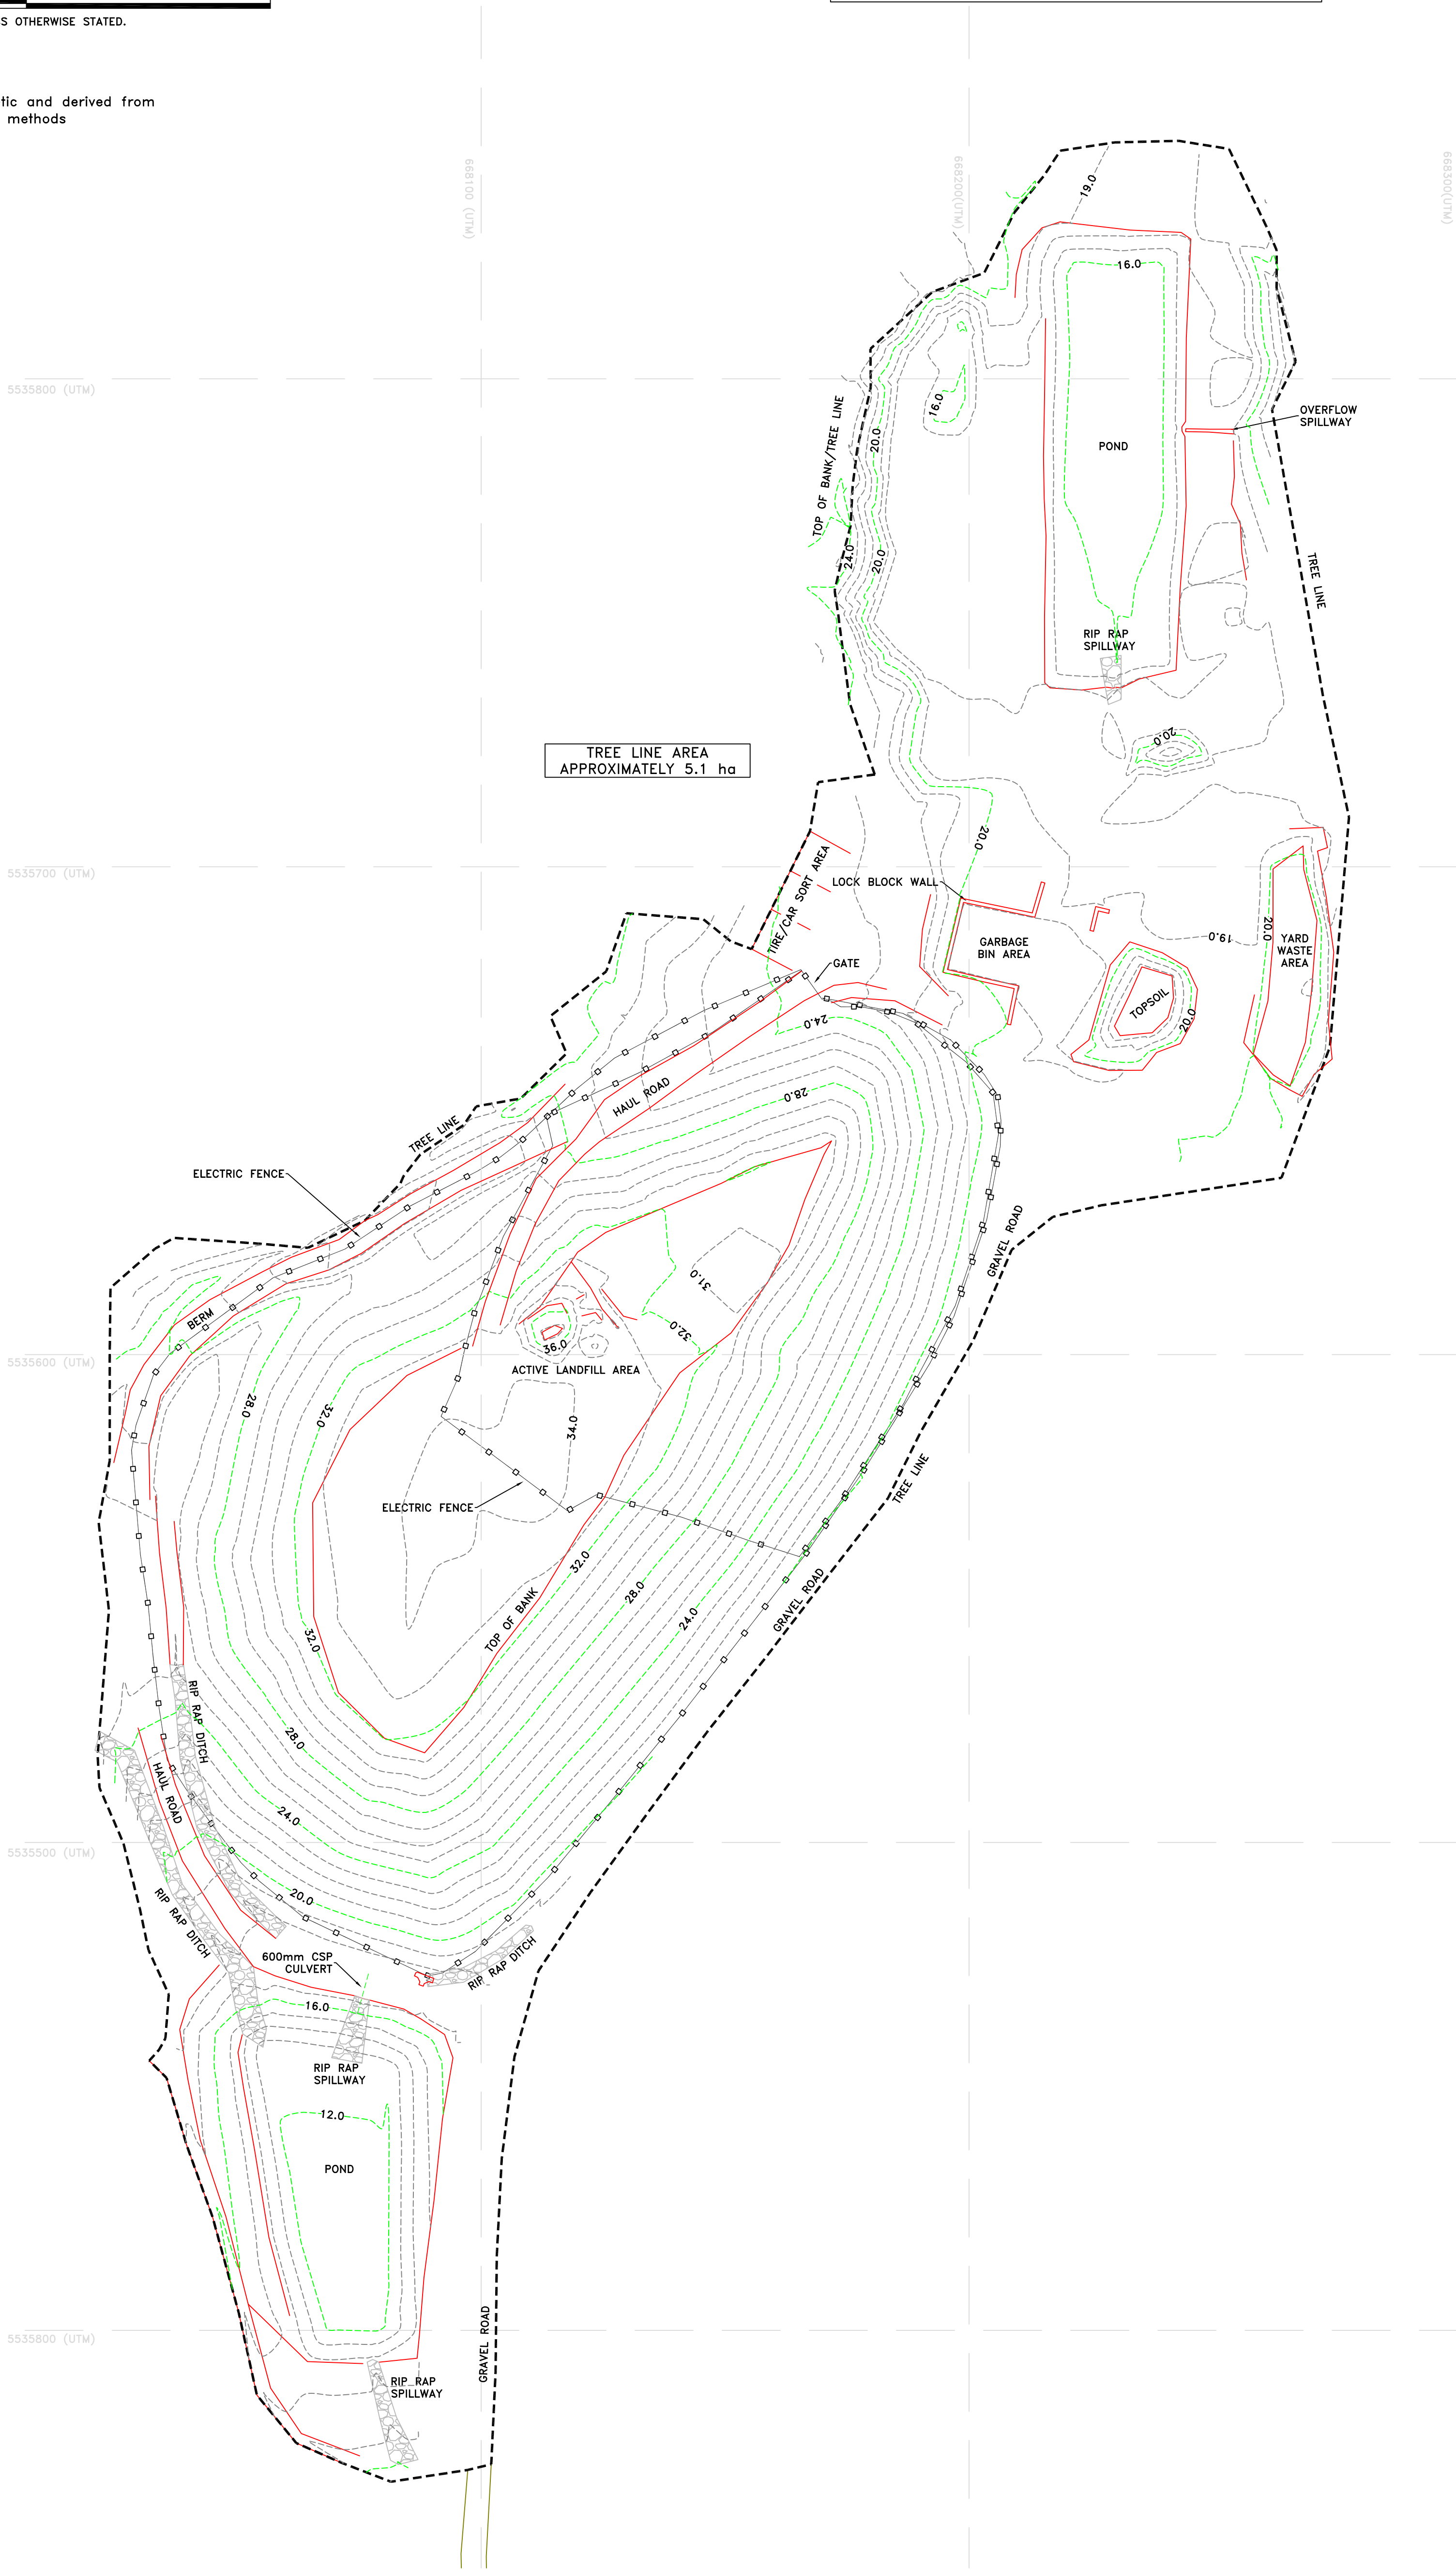 S OTHERWISE STATED.
tic and derived from
methods
668100 (UTM)
668200(UTM)
668300(UTM)
19.0
16.0
5535800 (UTM)
16.0
OVERFLOW
SPILLWAY
20.0
TOP OF BANK/TREE LINE
POND
24.0
20.0
TREE LINE
RIP RAP
SPILLWAY
20.0
TREE LINE AREA
APPROXIMATELY 5.1 ha
20.0
5535700 (UTM)
TIRE/CAR SORT AREA
LOCK BLOCK WALL
GARBAGE
BIN AREA
19.0
20.0
YARD
WASTE
AREA
GATE
TOPSOIL
20.0
24.0
28.0
HAUL ROAD
TREE LINE
ELECTRIC FENCE
GRAVEL ROAD
31.0
BERM
32.0
36.0
5535600 (UTM)
ACTIVE LANDFILL AREA
28.0
32.0
34.0
TREE LINE
ELECTRIC FENCE
32.0
28.0
24.0
GRAVEL ROAD
TOP OF BANK
32.0
RIP RAP DITCH
28.0
HAUL ROAD
24.0
5535500 (UTM)
20.0
RIP RAP DITCH
600mm CSP
CULVERT
RIP RAP DITCH
16.0
RIP RAP
SPILLWAY
12.0
POND
5535800 (UTM)
GRAVEL ROAD
RIP RAP
SPILLWAY